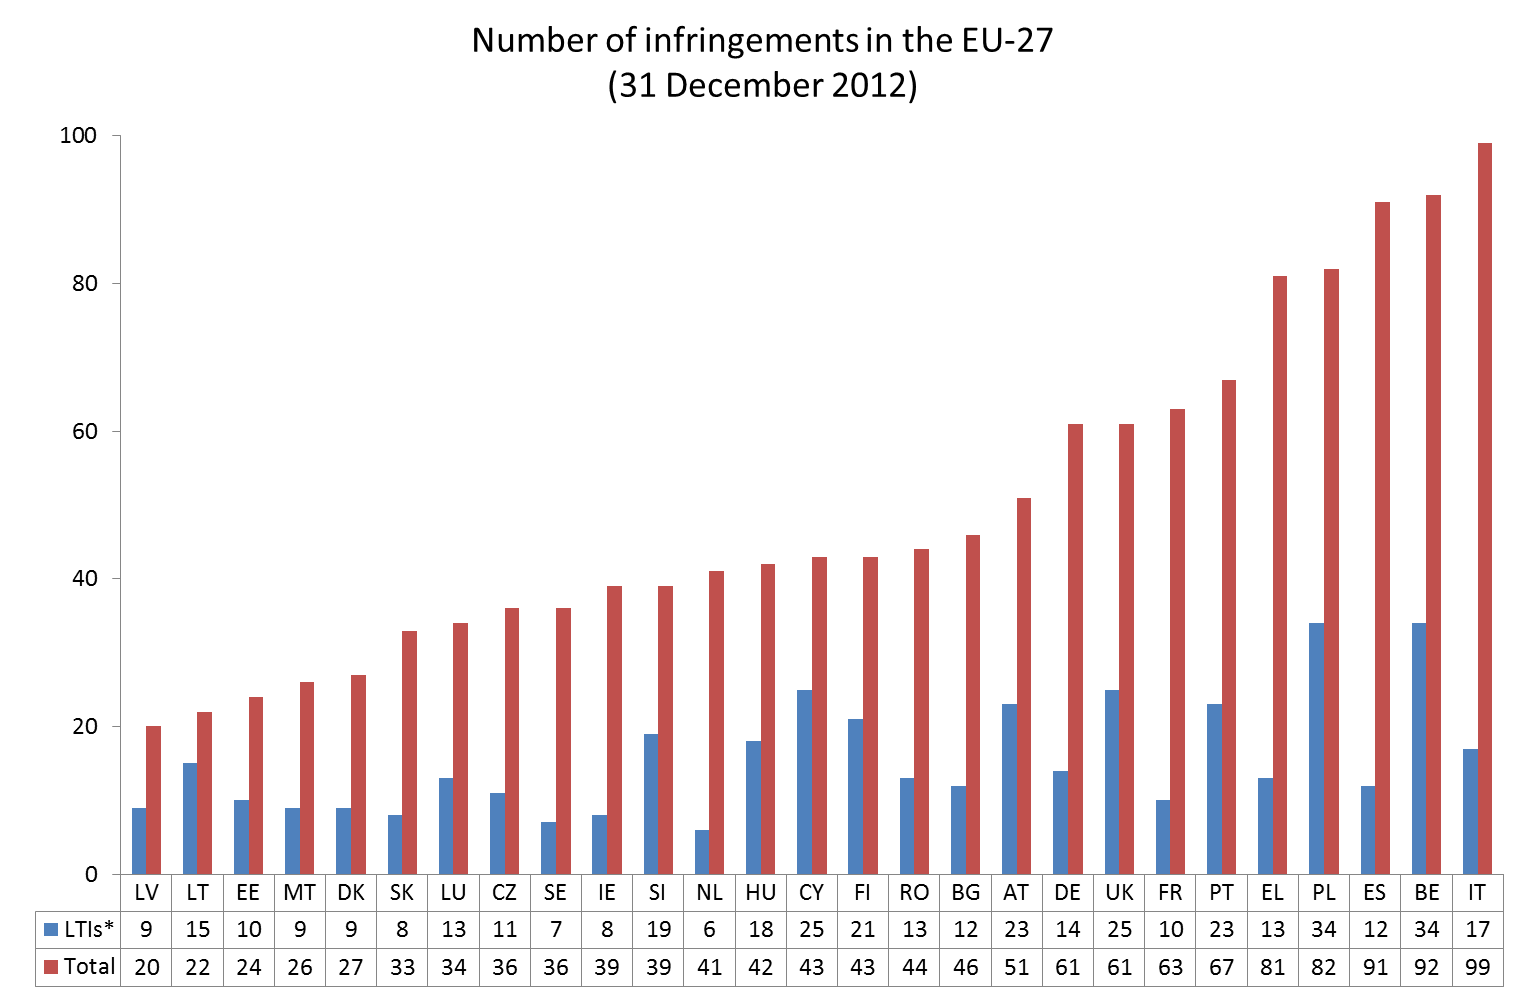 Number of infringements in the EU-27
(31 December 2012)
100
80
60
40
20
0
LV LT EE MT DK SK LU CZ SE IE SI NL HU CY FI RO BG AT DE UK FR PT EL PL ES BE IT
LTIs* 9 15 10 9 9 8 13 11 7 8 19 6 18 25 21 13 12 23 14 25 10 23 13 34 12 34 17
Total 20 22 24 26 27 33 34 36 36 39 39 41 42 43 43 44 46 51 61 61 63 67 81 82 91 92 99